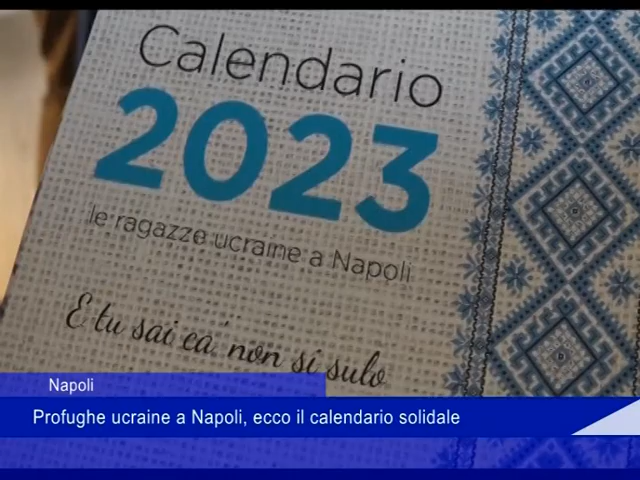 Calendario
2023
le ragazze ucraine a Napoli
E tu sai ca' non si sulo
Napoli
Profughe ucraine a Napoli, ecco il calendario solidale